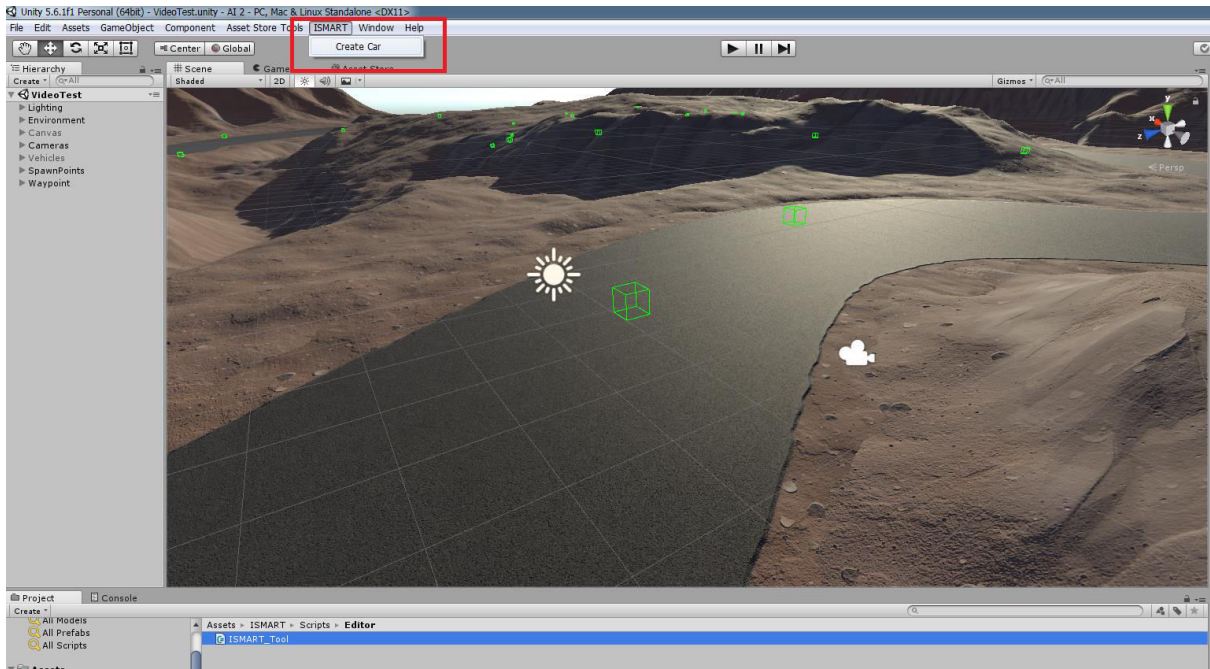 Unity 5.6.1f1 Personal (64bit) - VideoTest.unity - AI 2 - PC, Mac & Linux Standalone <DX11>
File Edit Assets GameObject Component Asset Store Tools ISMART Window Help
Create Car
Center Global
Hierarchy
Create All
VideoTest
Lighting
Environment
Canvas
Cameras
Vehicles
SpawnPoints
Waypoint
Scene Game Asset Store
Shaded 2D Gizmos All
y
x
z
Persp
Project Console
Create
All Models
All Prefabs
All Scripts
Assets
Assets ▸ ISMART ▸ Scripts ▸ Editor
ISMART_Tool